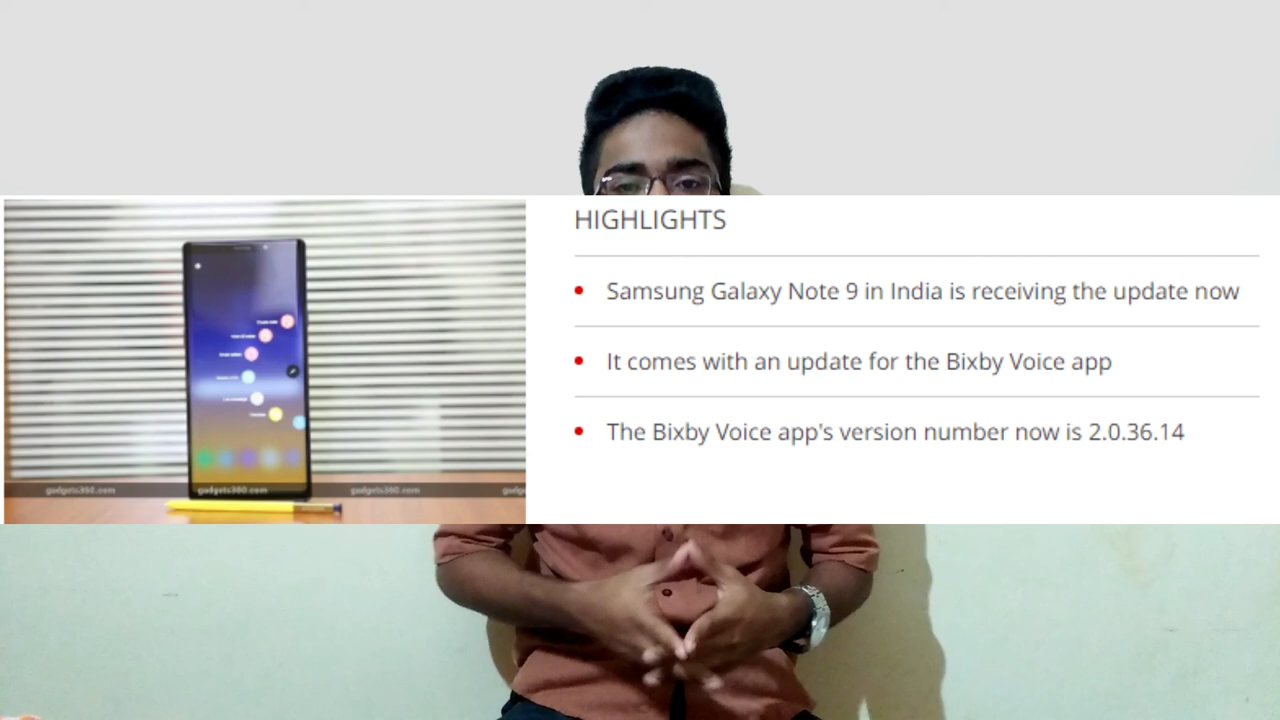 HIGHLIGHTS
Samsung Galaxy Note 9 in India is receiving the update now
It comes with an update for the Bixby Voice app
The Bixby Voice app's version number now is 2.0.36.14
gadgets360.com gadgets360.com gadgets360.com